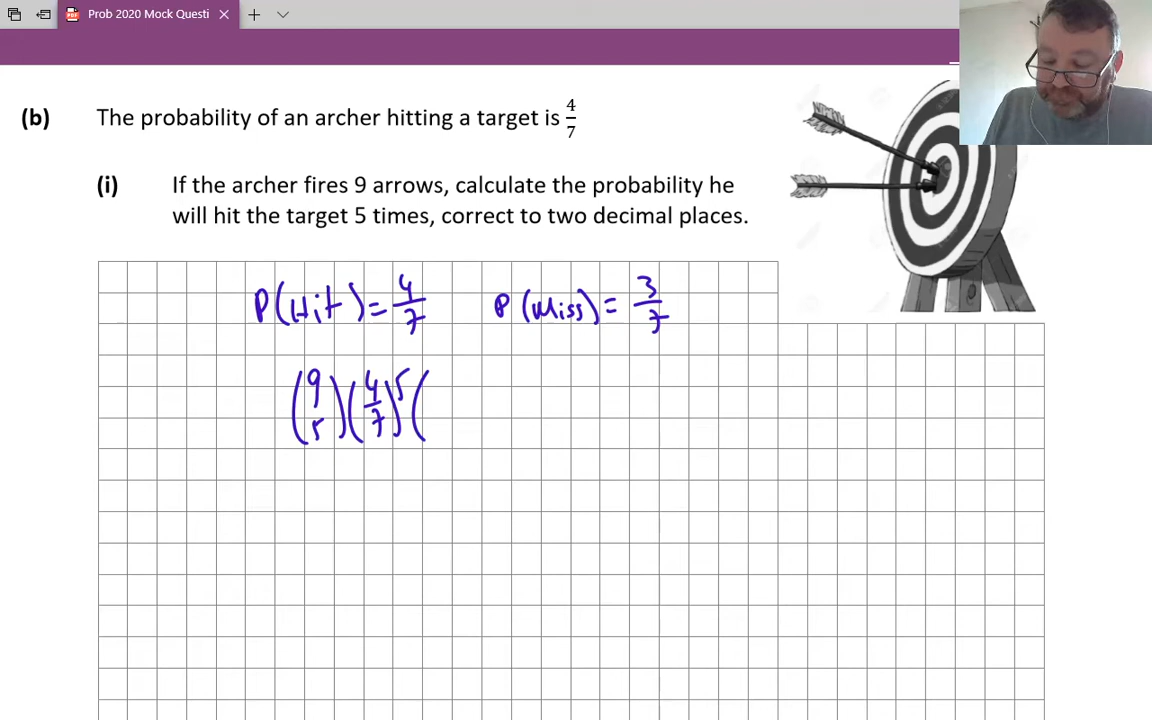 Prob 2020 Mock Questi
(b) The probability of an archer hitting a target is 4/7
(i) If the archer fires 9 arrows, calculate the probability he
will hit the target 5 times, correct to two decimal places.
P(Hit) = 4/7 P(Miss) = 3/7
(9 5)(4/7)^5(